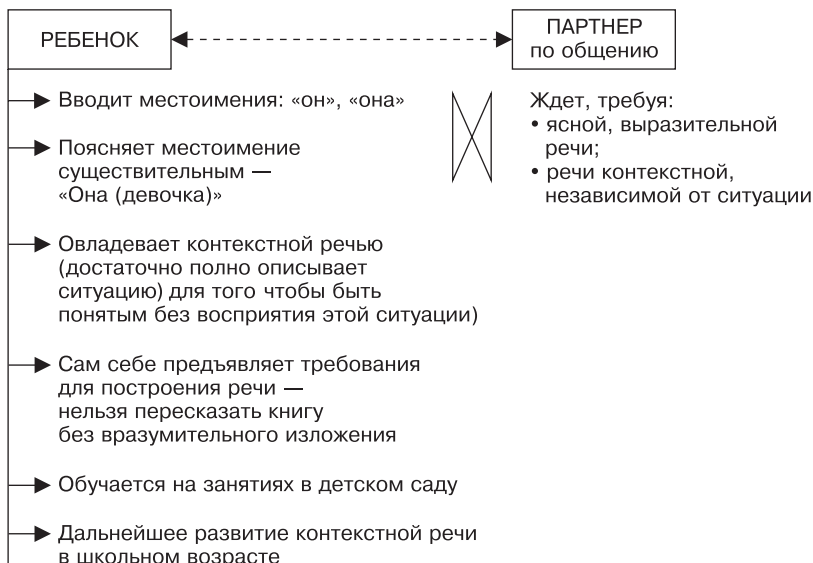 РЕБЕНОК
ПАРТНЕР
по общению
Вводит местоимения: «он», «она»
Поясняет местоимение
существительным —
«Она (девочка)»
Овладевает контекстной речью
(достаточно полно описывает
ситуацию) для того чтобы быть
понятым без восприятия этой ситуации)
Сам себе предъявляет требования
для построения речи —
нельзя пересказать книгу
без вразумительного изложения
Обучается на занятиях в детском саду
Дальнейшее развитие контекстной речи
в школьном возрасте
Ждет, требуя:
• ясной, выразительной
речи;
• речи контекстной,
независимой от ситуации